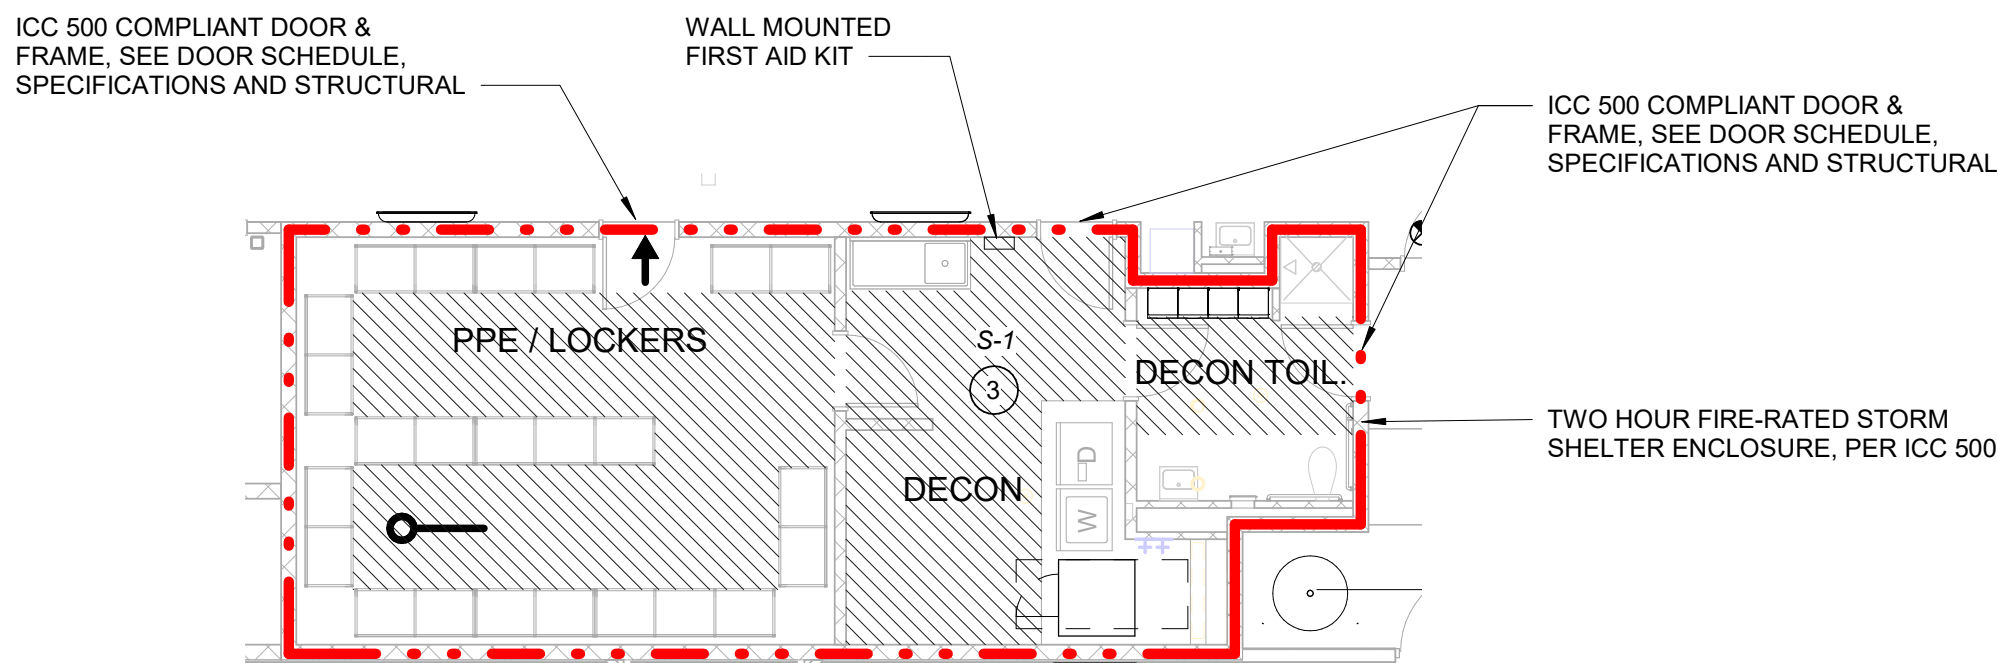 ICC 500 COMPLIANT DOOR &
FRAME, SEE DOOR SCHEDULE,
SPECIFICATIONS AND STRUCTURAL
WALL MOUNTED
FIRST AID KIT
ICC 500 COMPLIANT DOOR &
FRAME, SEE DOOR SCHEDULE,
SPECIFICATIONS AND STRUCTURAL
PPE / LOCKERS
S-1
3
DECON TOIL.
TWO HOUR FIRE-RATED STORM
SHELTER ENCLOSURE, PER ICC 500
D
DECON
W